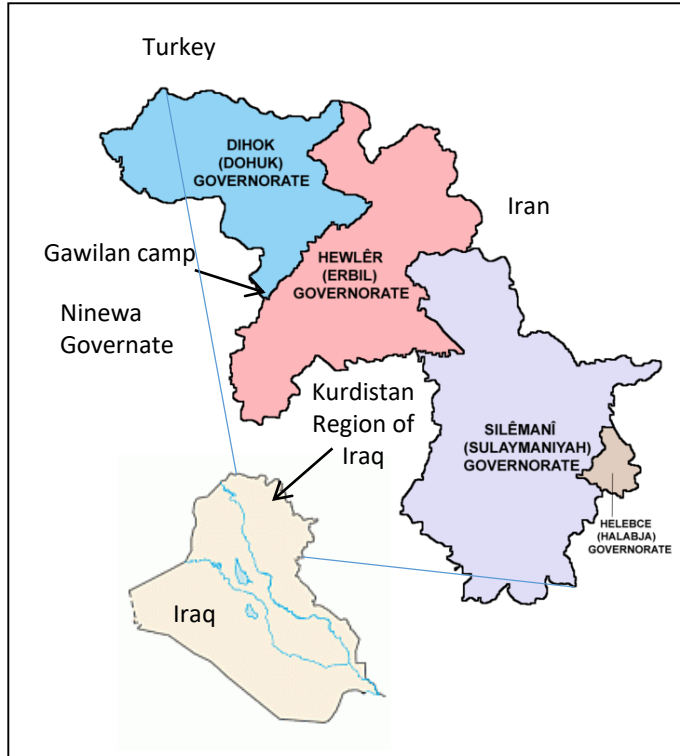 Turkey
DIHOK
(DOHUK)
GOVERNORATE
Iran
Gawilan camp
HEWLÊR
(ERBIL)
GOVERNORATE
Ninewa
Governate
Kurdistan
Region of
Iraq
SILÊMANÎ
(SULAYMANIYAH)
GOVERNORATE
HELEBCE
(HALABJA)
GOVERNORATE
Iraq